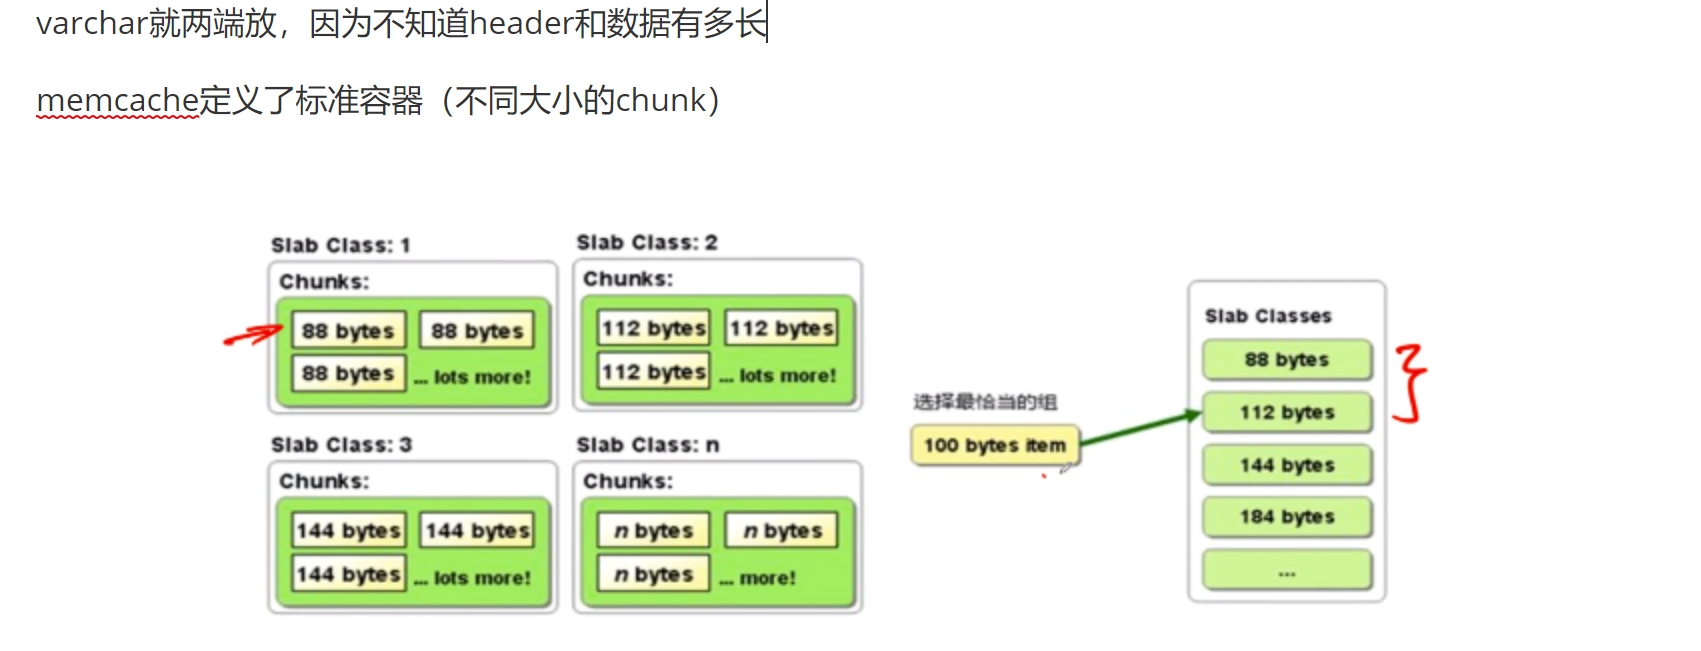 varchar就两端放，因为不知道header和数据有多长
memcache定义了标准容器（不同大小的chunk）
Slab Class: 1
Chunks:
88 bytes 88 bytes
88 bytes ... lots more!
Slab Class: 2
Chunks:
112 bytes 112 bytes
112 bytes ... lots more!
Slab Class: 3
Chunks:
144 bytes 144 bytes
144 bytes ... lots more!
Slab Class: n
Chunks:
n bytes n bytes
n bytes ... more!
选择最恰当的组
100 bytes item
Slab Classes
88 bytes
112 bytes
144 bytes
184 bytes
...